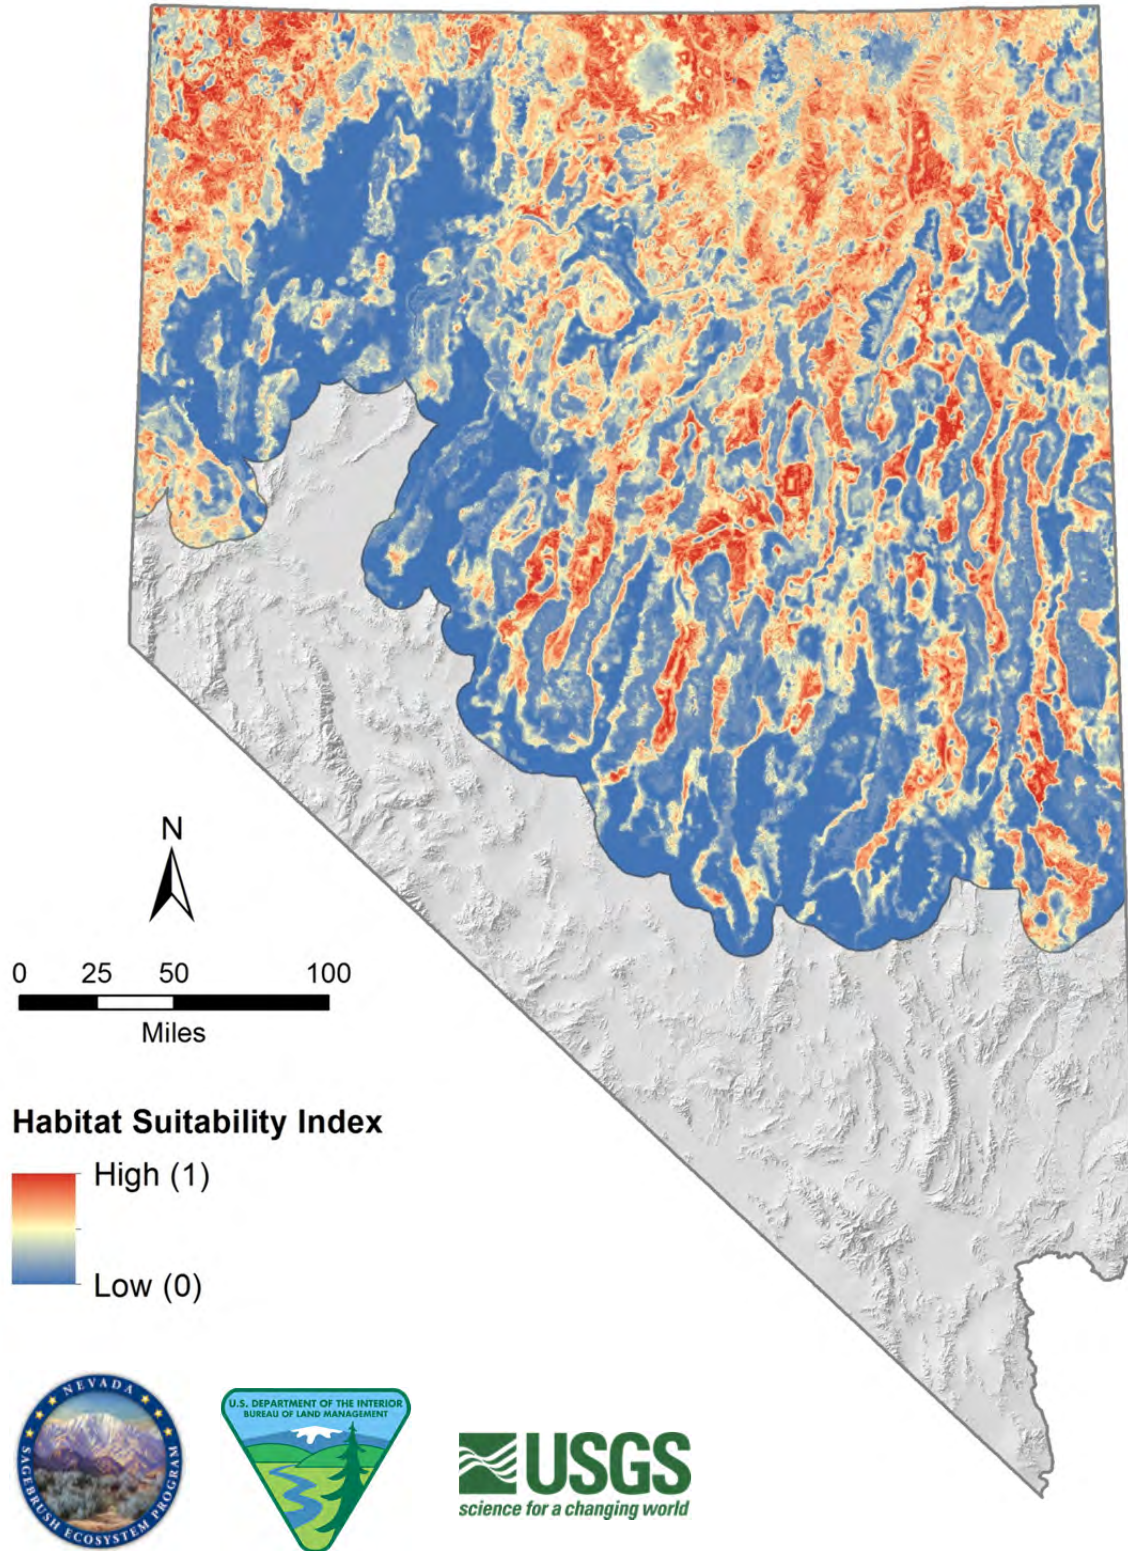 N
0 25 50 100
Miles
Habitat Suitability Index
High (1)
Low (0)
NEVADA
SAGEBRUSH ECOSYSTEM PROGRAM
U.S. DEPARTMENT OF THE INTERIOR
BUREAU OF LAND MANAGEMENT
USGS
science for a changing world